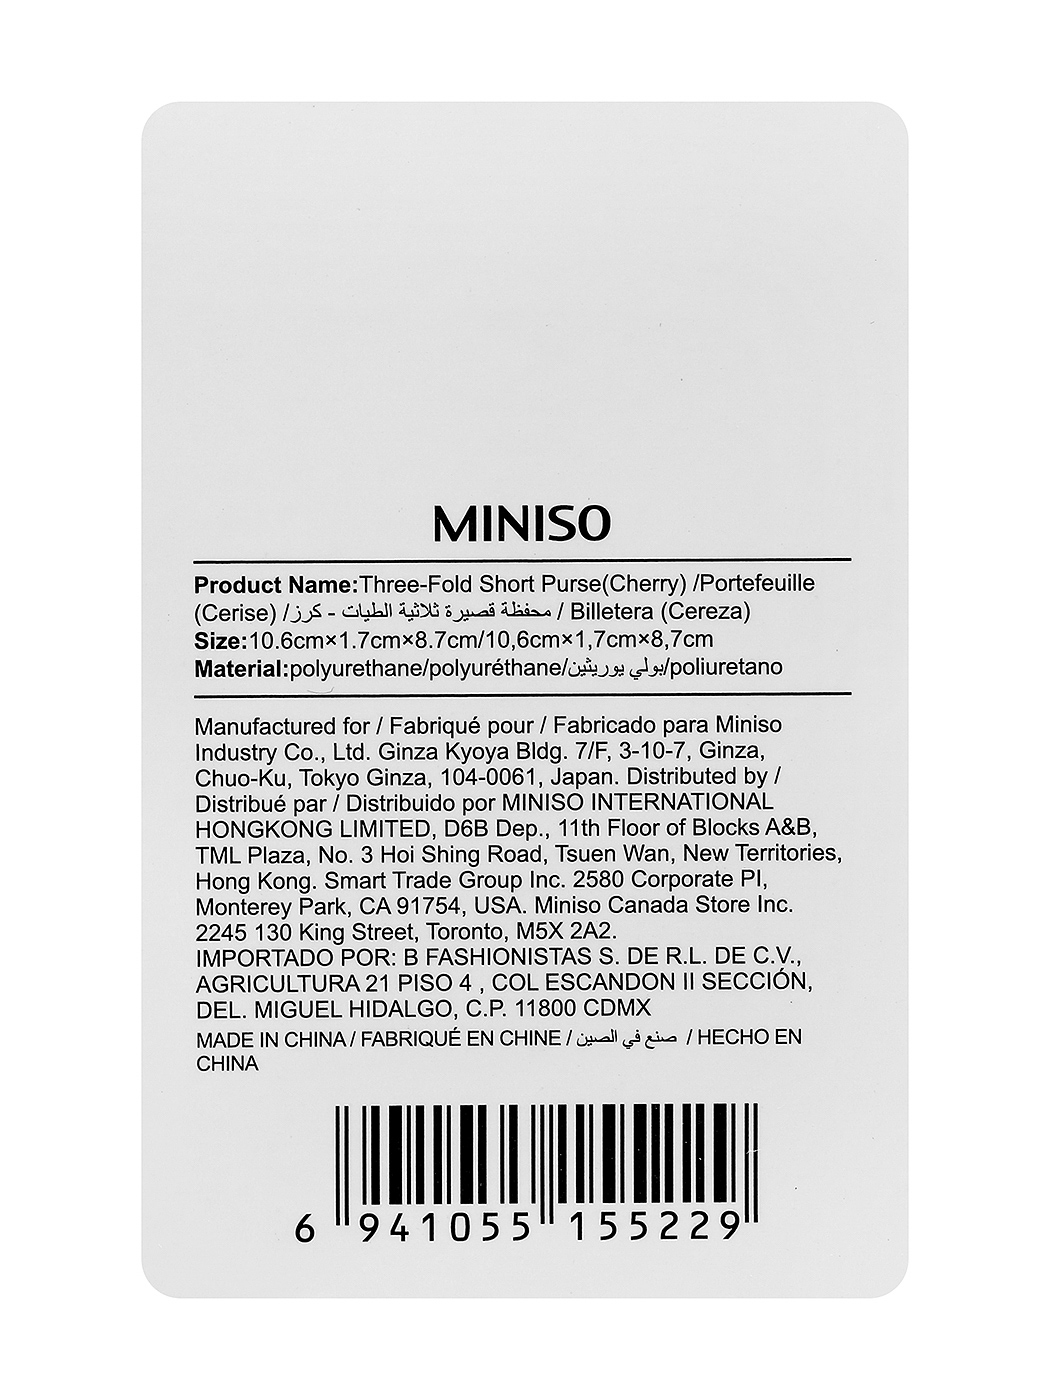 MINISO
Product Name:Three-Fold Short Purse(Cherry) /Portefeuille
(Cerise) /محفظة قصيرة ثلاثية الطيات - كرز / Billetera (Cereza)
Size:10.6cm×1.7cm×8.7cm/10,6cm×1,7cm×8,7cm
Material:polyurethane/polyuréthane/بولي يوريثين/poliuretano
Manufactured for / Fabriqué pour / Fabricado para Miniso
Industry Co., Ltd. Ginza Kyoya Bldg. 7/F, 3-10-7, Ginza,
Chuo-Ku, Tokyo Ginza, 104-0061, Japan. Distributed by /
Distribué par / Distribuido por MINISO INTERNATIONAL
HONGKONG LIMITED, D6B Dep., 11th Floor of Blocks A&B,
TML Plaza, No. 3 Hoi Shing Road, Tsuen Wan, New Territories,
Hong Kong. Smart Trade Group Inc. 2580 Corporate PI,
Monterey Park, CA 91754, USA. Miniso Canada Store Inc.
2245 130 King Street, Toronto, M5X 2A2.
IMPORTADO POR: B FASHIONISTAS S. DE R.L. DE C.V.,
AGRICULTURA 21 PISO 4 , COL ESCANDON II SECCIÓN,
DEL. MIGUEL HIDALGO, C.P. 11800 CDMX
MADE IN CHINA / FABRIQUÉ EN CHINE / صنع في الصين / HECHO EN
CHINA
6 941055 155229